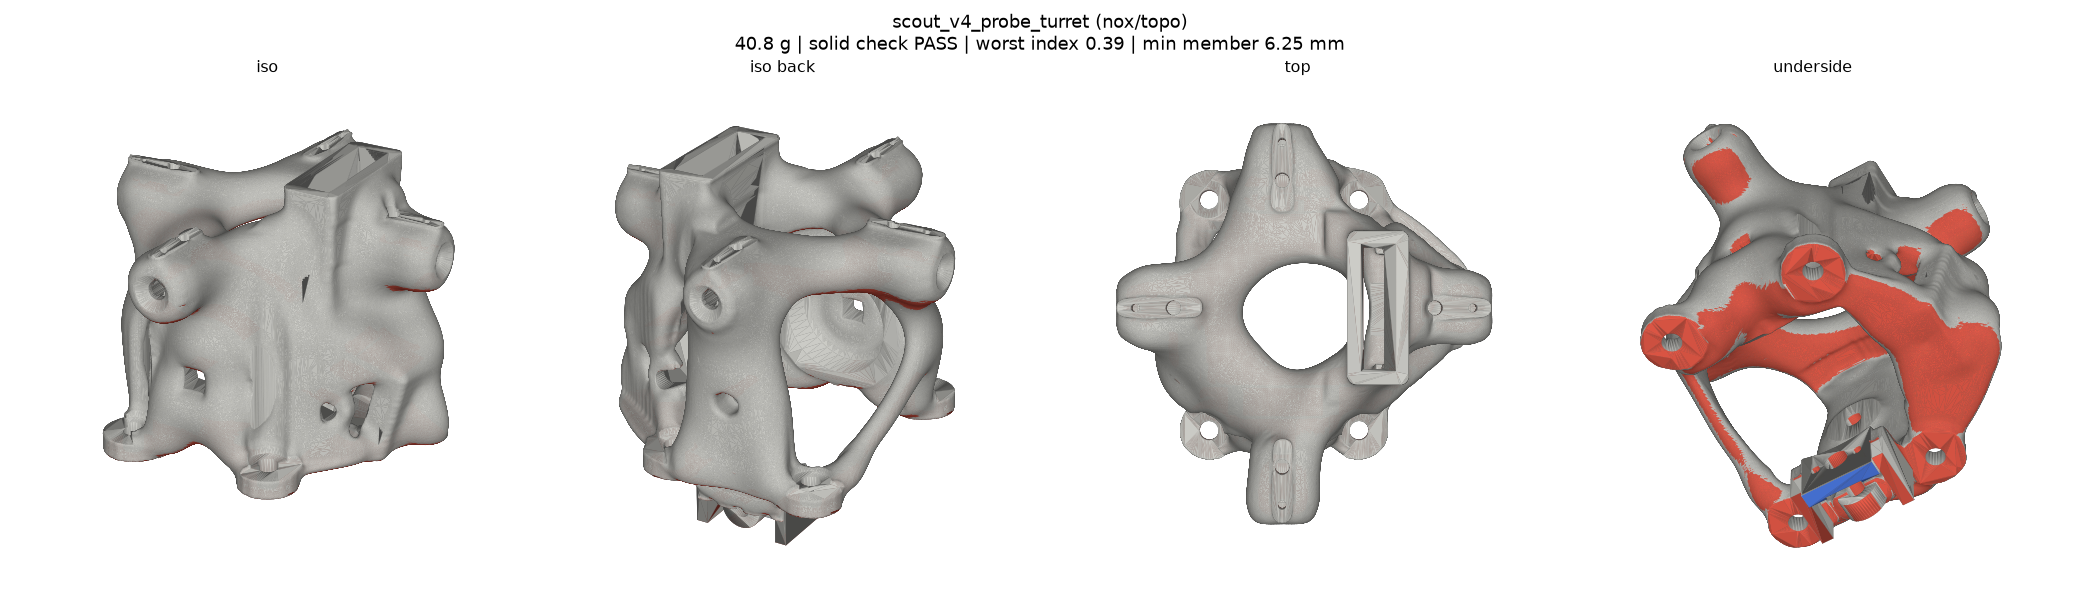 scout_v4_probe_turret (nox/topo)
40.8 g | solid check PASS | worst index 0.39 | min member 6.25 mm
iso
iso back
top
underside